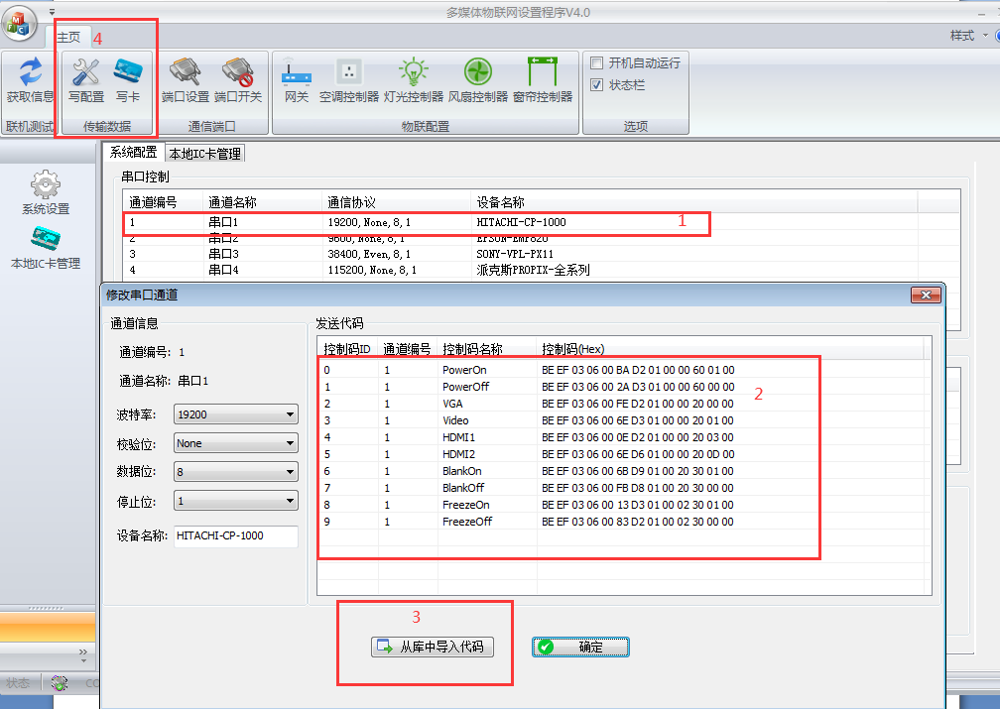 多媒体物联网设置程序V4.0
主页 4
样式
获取信息 写配置 写卡 端口设置 端口开关 网关 空调控制器 灯光控制器 风扇控制器 窗帘控制器
开机自动运行
状态栏
联机测试 传输数据 通信端口 物联配置 选项
系统设置
本地IC卡管理
系统配置 本地IC卡管理
串口控制
通道编号 通道名称 通信协议 设备名称
1 串口1 19200,None,8,1 HITACHI-CP-1000 1
2 串口2 9600,None,8,1 EPSON-EMP820
3 串口3 38400,Even,8,1 SONY-VPL-PX11
4 串口4 115200,None,8,1 派克斯PROPIX-全系列
修改串口通道
通道信息
通道编号: 1
通道名称: 串口1
波特率: 19200
校验位: None
数据位: 8
停止位: 1
设备名称: HITACHI-CP-1000
发送代码
控制码ID 通道编号 控制码名称 控制码(Hex)
0 1 PowerOn BE EF 03 06 00 BA D2 01 00 00 60 01 00
1 1 PowerOff BE EF 03 06 00 2A D3 01 00 00 60 00 00
2 1 VGA BE EF 03 06 00 FE D2 01 00 00 20 00 00
3 1 Video BE EF 03 06 00 6E D3 01 00 00 20 01 00
4 1 HDMI1 BE EF 03 06 00 0E D2 01 00 00 20 03 00
5 1 HDMI2 BE EF 03 06 00 6E D6 01 00 00 20 0D 00
6 1 BlankOn BE EF 03 06 00 6B D9 01 00 20 30 01 00
7 1 BlankOff BE EF 03 06 00 FB D8 01 00 20 30 00 00
8 1 FreezeOn BE EF 03 06 00 13 D3 01 00 02 30 01 00
9 1 FreezeOff BE EF 03 06 00 83 D2 01 00 02 30 00 00
2
3
从库中导入代码
确定
状态 CO